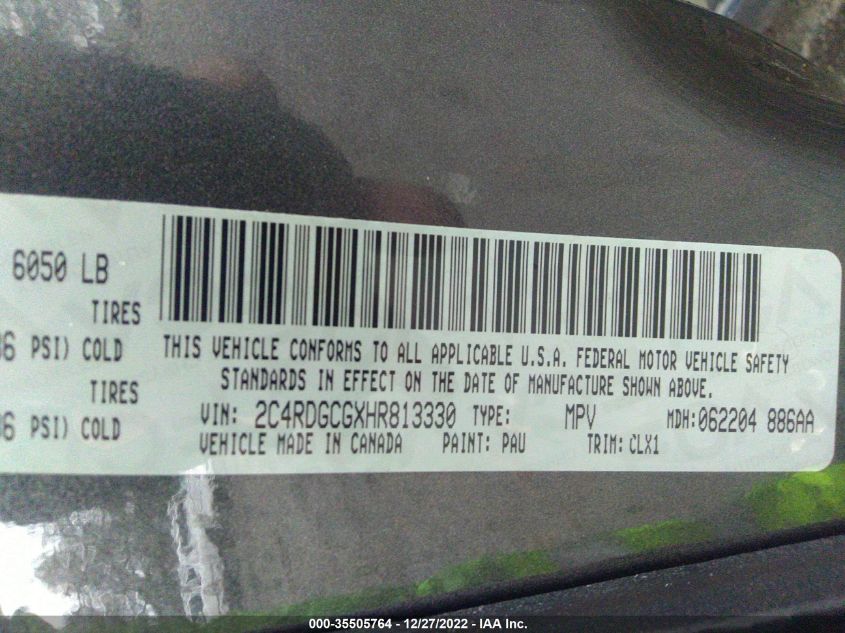 6050 LB
TIRES
PSI) COLD
TIRES
PSI) COLD
THIS VEHICLE CONFORMS TO ALL APPLICABLE U.S.A. FEDERAL MOTOR VEHICLE SAFETY
STANDARDS IN EFFECT ON THE DATE OF MANUFACTURE SHOWN ABOVE.
VIN: 2C4RDGCGXHR813330 TYPE: MPV MDH:062204 886AA
VEHICLE MADE IN CANADA PAINT: PAU TRIM: CLX1
000-35505764 - 12/27/2022 - IAA Inc.